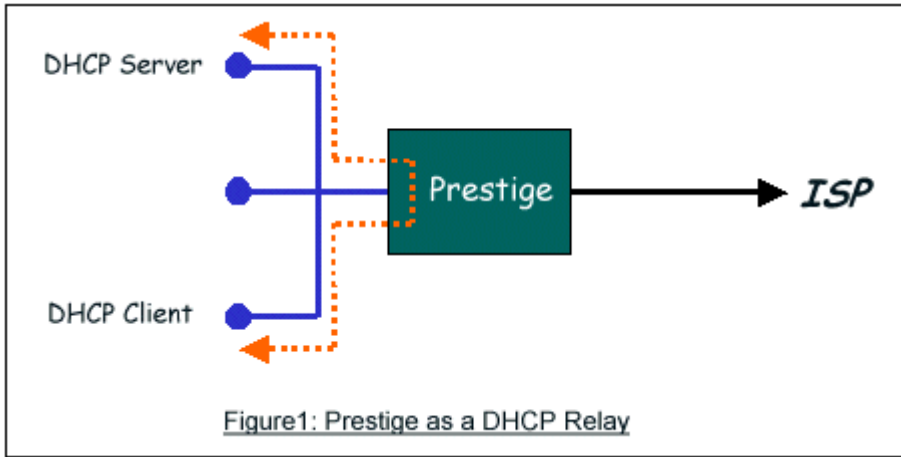 DHCP Server
Prestige
ISP
DHCP Client
Figure1: Prestige as a DHCP Relay